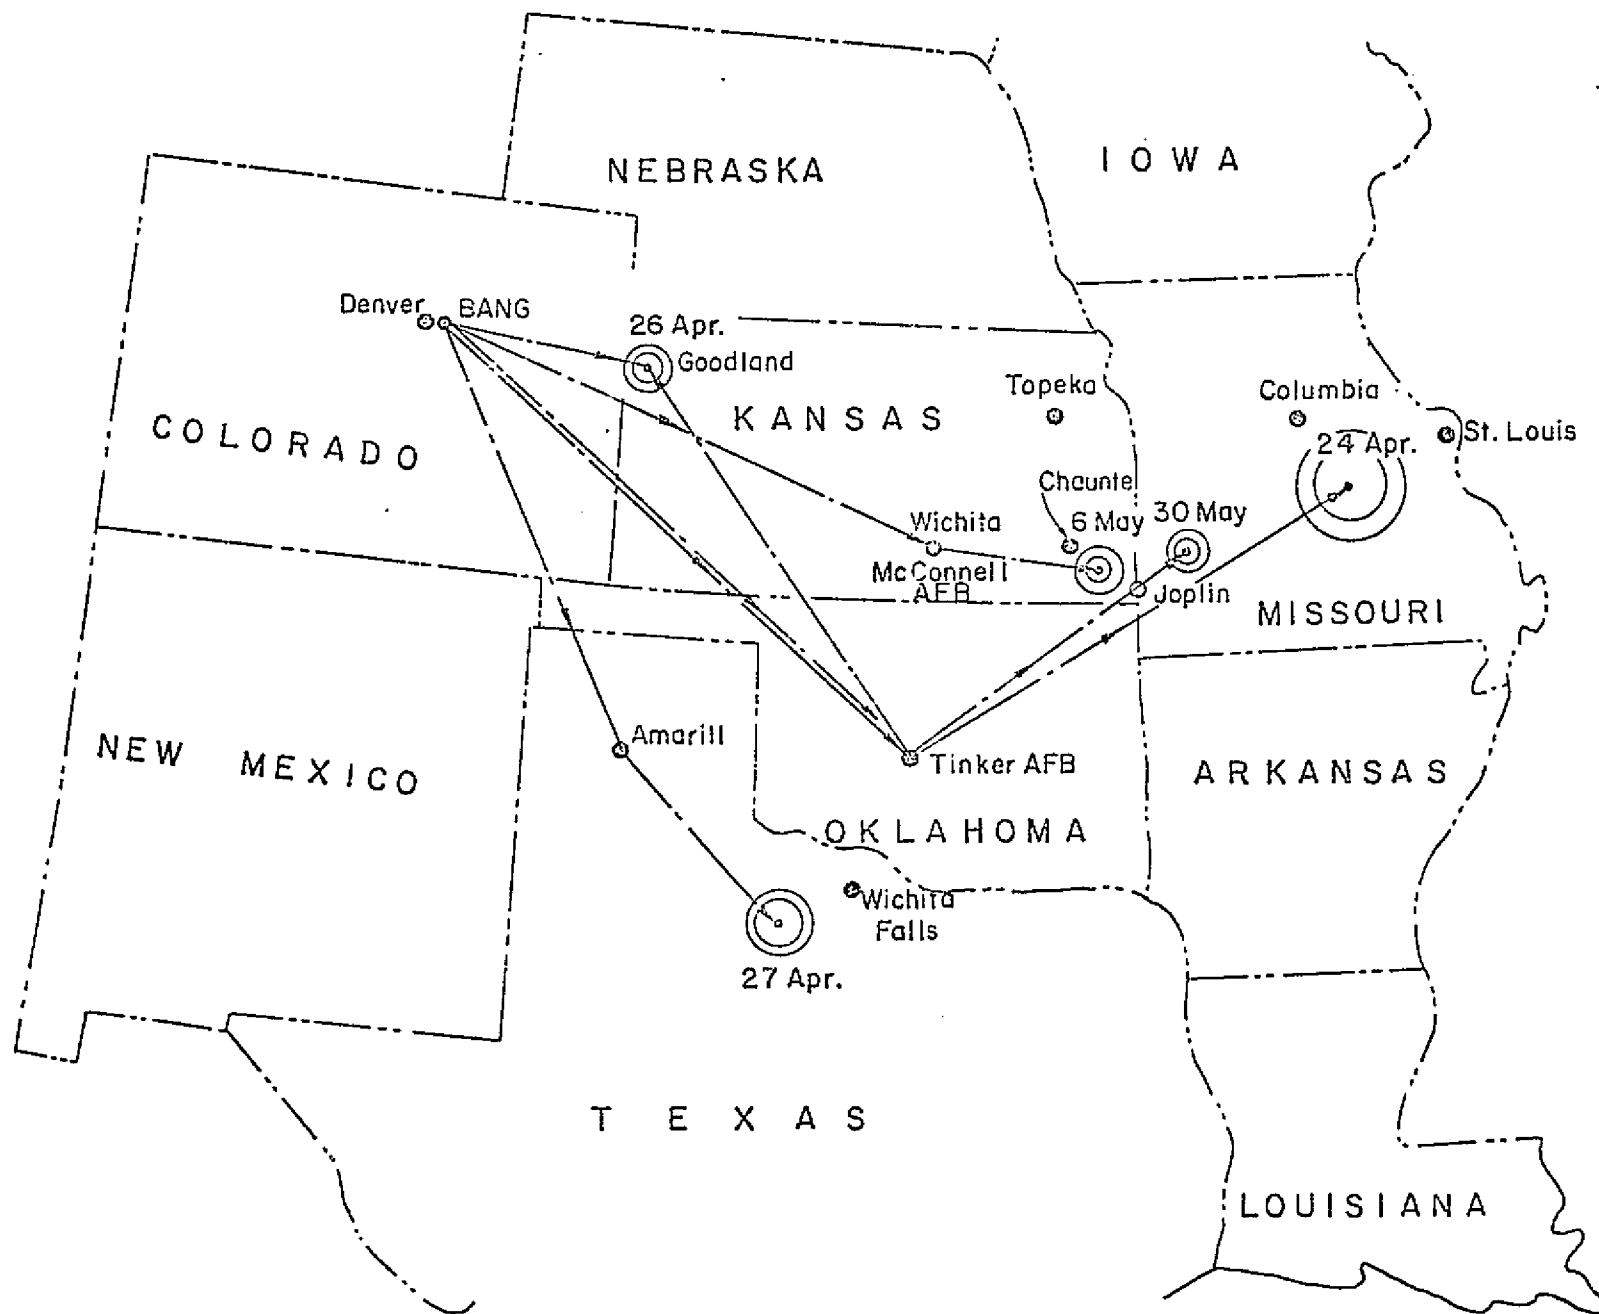 NEBRASKA
IOWA
Denver
BANG
26 Apr.
Goodland
Topeka
Columbia
KANSAS
St. Louis
24 Apr.
COLORADO
Chaunte
Wichita
6 May
30 May
McConnell
AFB
Joplin
MISSOURI
Amarill
NEW MEXICO
Tinker AFB
ARKANSAS
OKLAHOMA
Wichita
Falls
27 Apr.
TEXAS
LOUISIANA